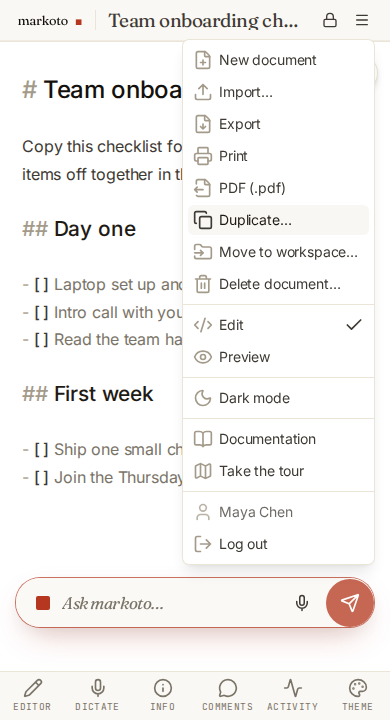 markoto
Team onboarding ch...
# Team onboa
New document
Import...
Export
Print
PDF (.pdf)
Duplicate...
Move to workspace...
Delete document...
Edit
Preview
Dark mode
Documentation
Take the tour
Maya Chen
Log out
Copy this checklist fo
items off together in t
## Day one
- [ ] Laptop set up and
- [ ] Intro call with you
- [ ] Read the team ha
## First week
- [ ] Ship one small ch
- [ ] Join the Thursday
Ask markoto...
EDITOR
DICTATE
INFO
COMMENTS
ACTIVITY
THEME